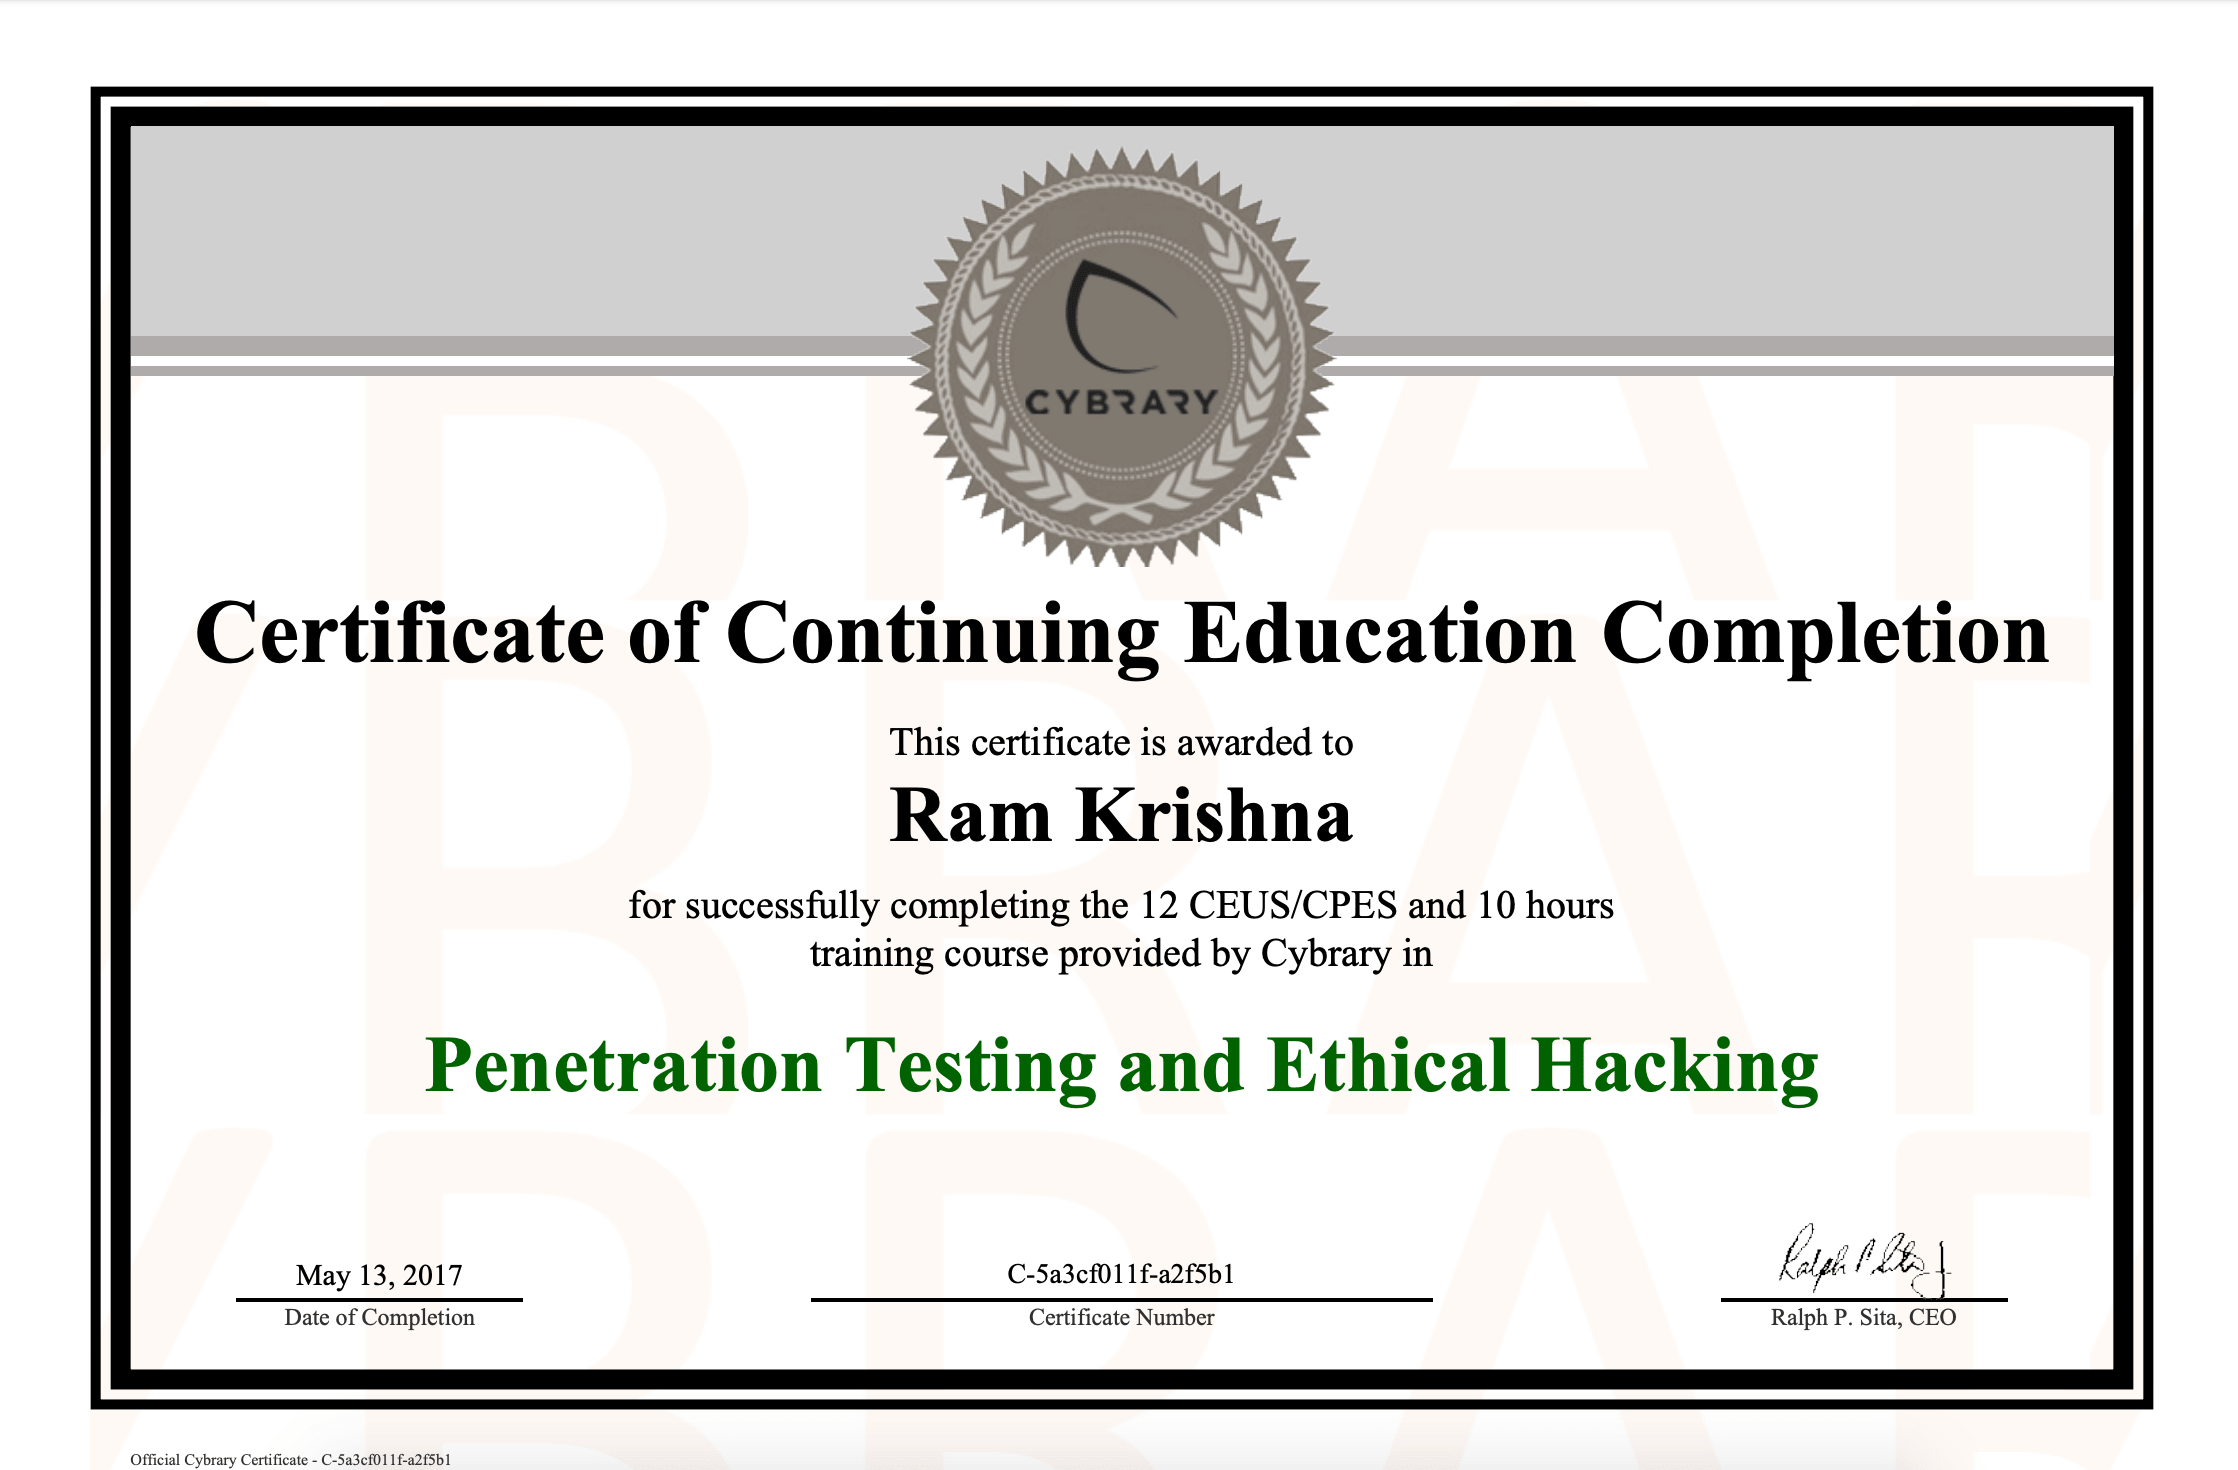 CYBRARY
Certificate of Continuing Education Completion
This certificate is awarded to
Ram Krishna
for successfully completing the 12 CEUS/CPES and 10 hours
training course provided by Cybrary in
Penetration Testing and Ethical Hacking
May 13, 2017
Date of Completion
C-5a3cf011f-a2f5b1
Certificate Number
Ralph P. Sita, CEO
Official Cybrary Certificate - C-5a3cf011f-a2f5b1